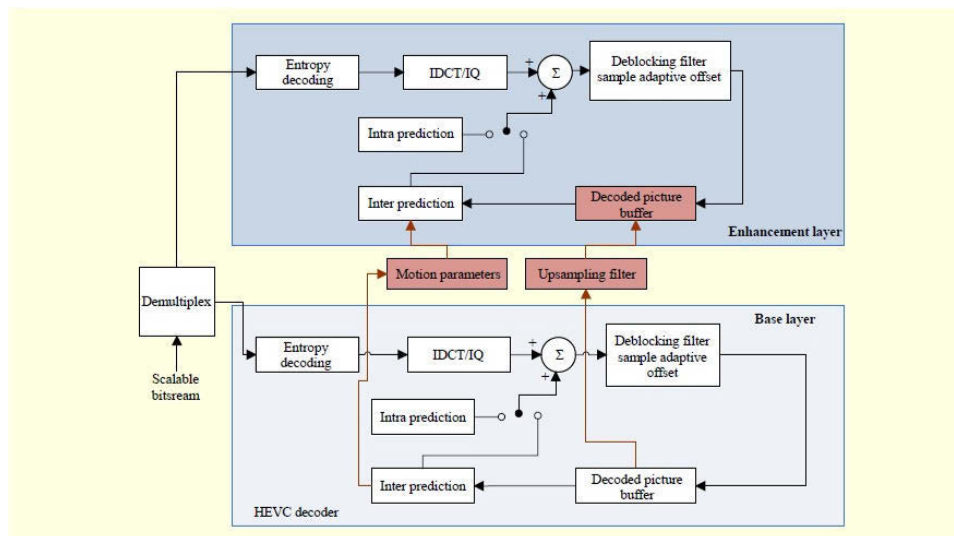 Entropy
decoding
IDCT/IQ
+
Σ
+
Deblocking filter
sample adaptive offset
Intra prediction
Inter prediction
Decoded picture
buffer
Enhancement layer
Motion parameters
Upsampling filter
Demultiplex
Scalable
bitsream
Base layer
Entropy
decoding
IDCT/IQ
+
Σ
+
Deblocking filter
sample adaptive
offset
Intra prediction
Inter prediction
Decoded picture
buffer
HEVC decoder